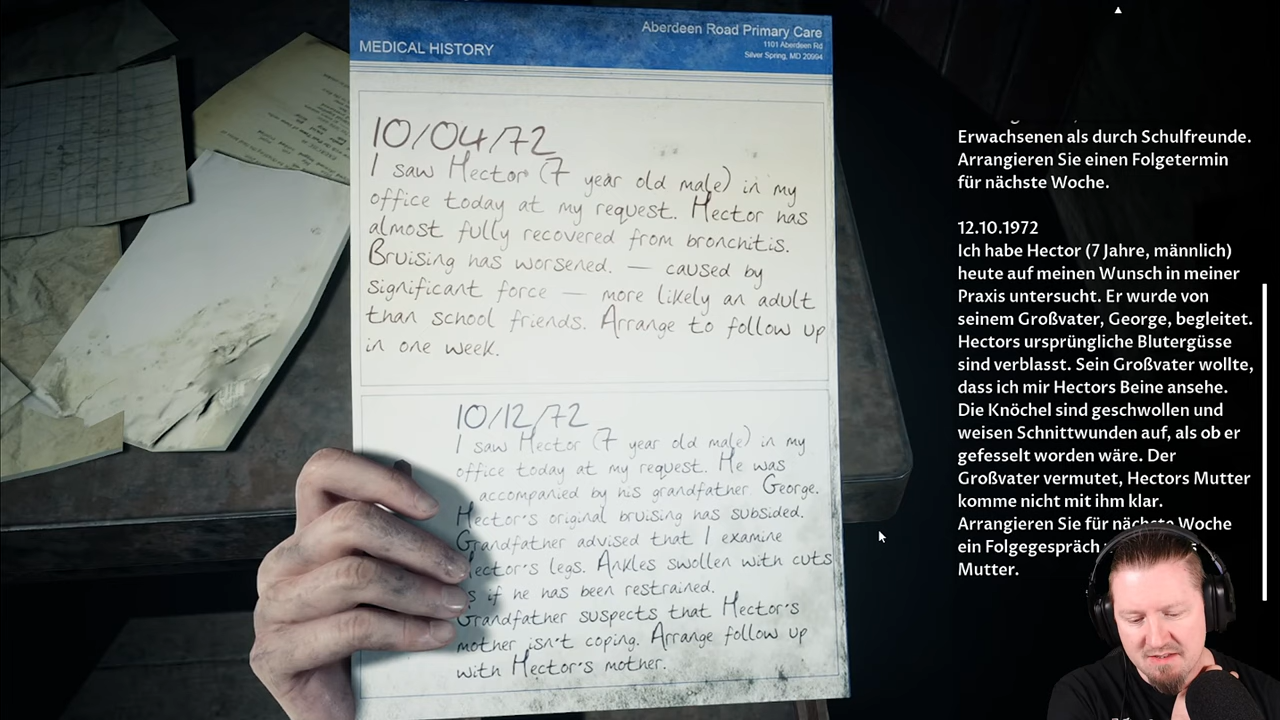 Aberdeen Road Primary Care
1101 Aberdeen Rd
Silver Spring, MD 20994
MEDICAL HISTORY
10/04/72
I saw Hector (7 year old male) in my
office today at my request. Hector has
almost fully recovered from bronchitis.
Bruising has worsened. — caused by
significant force — more likely an adult
than school friends. Arrange to follow up
in one week.
10/12/72
I saw Hector (7 year old male) in my
office today at my request. He was
accompanied by his grandfather George.
Hector's original bruising has subsided.
Grandfather advised that I examine
Hector's legs. Ankles swollen with cuts
as if he has been restrained.
Grandfather suspects that Hector's
mother isn't coping. Arrange follow up
with Hector's mother.
Erwachsenen als durch Schulfreunde.
Arrangieren Sie einen Folgetermin
für nächste Woche.
12.10.1972
Ich habe Hector (7 Jahre, männlich)
heute auf meinen Wunsch in meiner
Praxis untersucht. Er wurde von
seinem Großvater, George, begleitet.
Hectors ursprüngliche Blutergüsse
sind verblasst. Sein Großvater wollte,
dass ich mir Hectors Beine ansehe.
Die Knöchel sind geschwollen und
weisen Schnittwunden auf, als ob er
gefesselt worden wäre. Der
Großvater vermutet, Hectors Mutter
komme nicht mit ihm klar.
Arrangieren Sie für nächste Woche
ein Folgegespräch
Mutter.